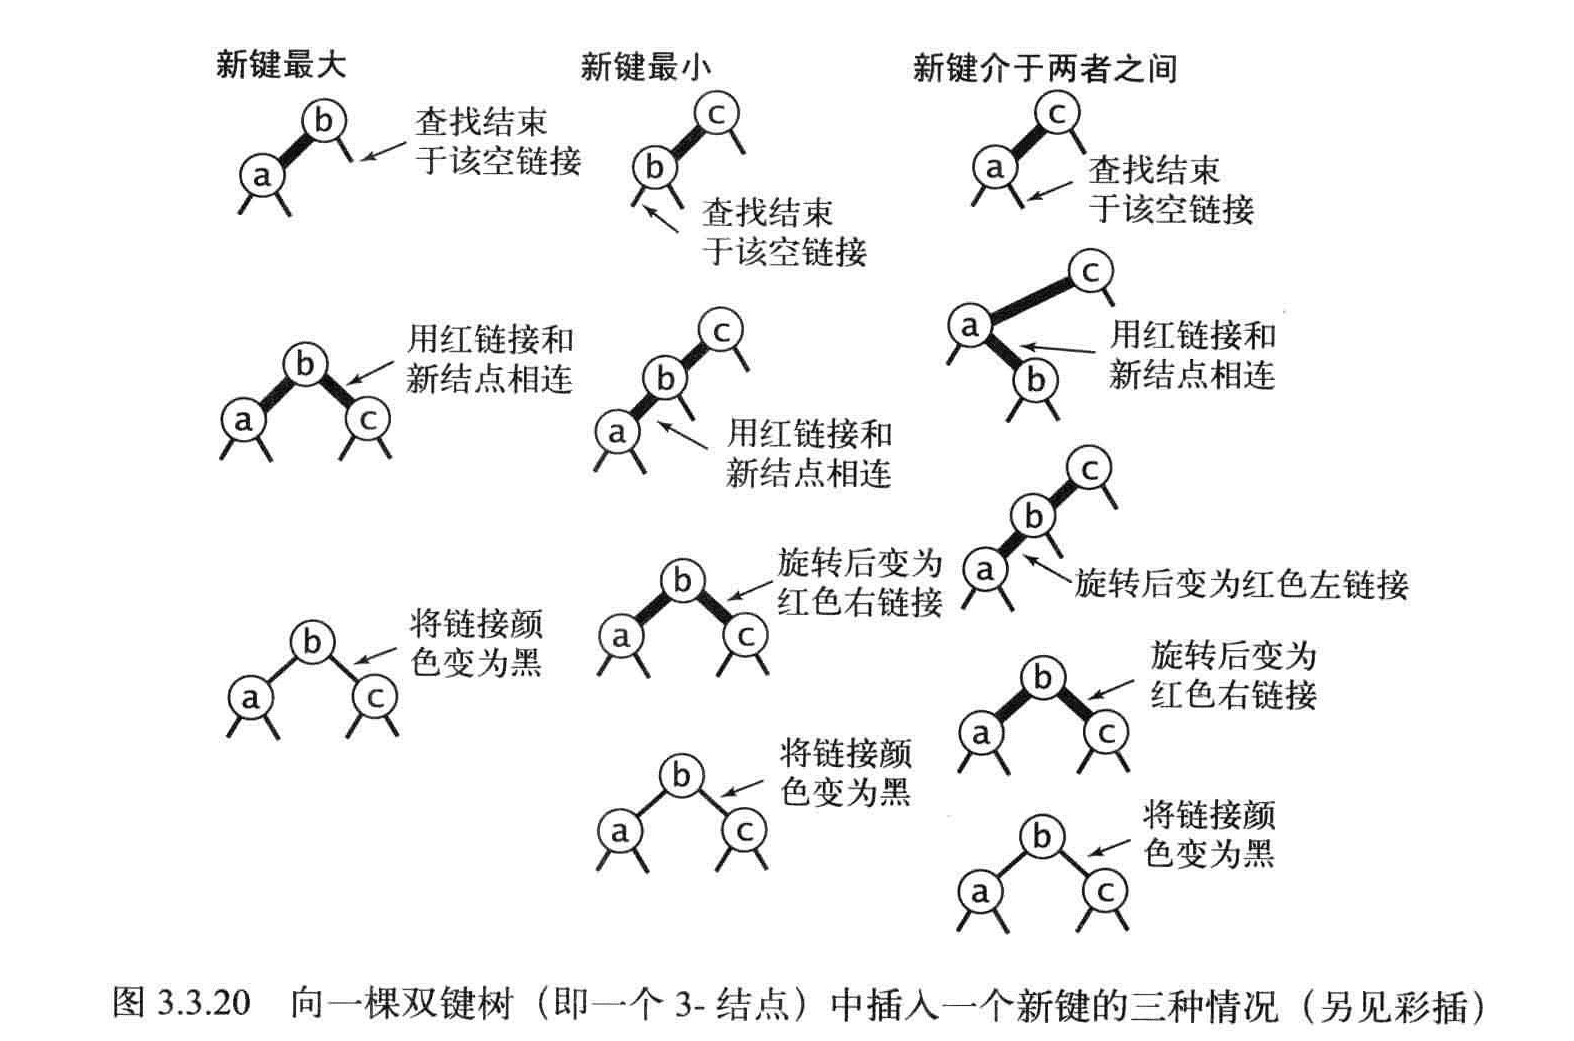 新键最大
b
a
查找结束
于该空链接
b
a
c
用红链接和
新结点相连
b
a
c
将链接颜
色变为黑
新键最小
c
b
查找结束
于该空链接
c
b
a
用红链接和
新结点相连
b
a
c
旋转后变为
红色右链接
b
a
c
将链接颜
色变为黑
新键介于两者之间
c
a
查找结束
于该空链接
c
a
b
用红链接和
新结点相连
c
b
a
旋转后变为红色左链接
b
a
c
旋转后变为
红色右链接
b
a
c
将链接颜
色变为黑
图 3.3.20 向一棵双键树（即一个 3- 结点）中插入一个新键的三种情况（另见彩插）